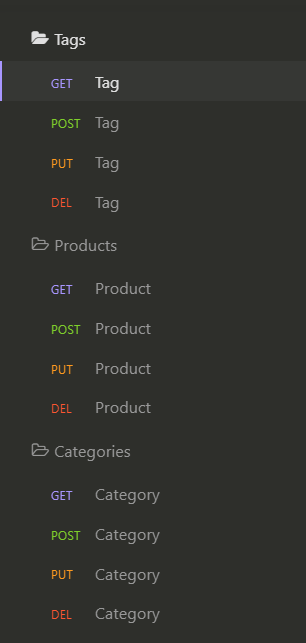 Tags
GET Tag
POST Tag
PUT Tag
DEL Tag
Products
GET Product
POST Product
PUT Product
DEL Product
Categories
GET Category
POST Category
PUT Category
DEL Category